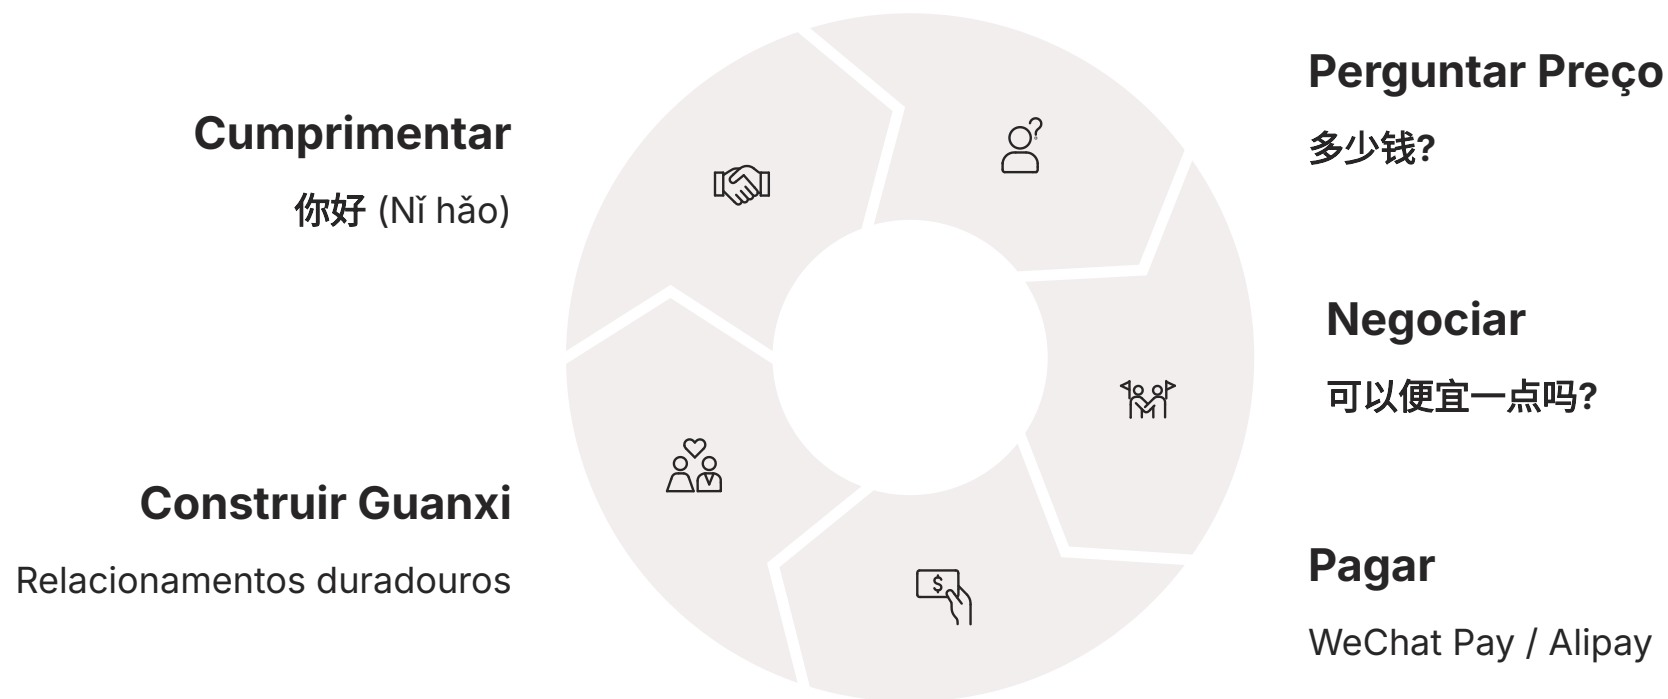 Cumprimentar
你好 (Nǐ hǎo)
Perguntar Preço
多少钱?
Negociar
可以便宜一点吗?
Pagar
WeChat Pay / Alipay
Construir Guanxi
Relacionamentos duradouros